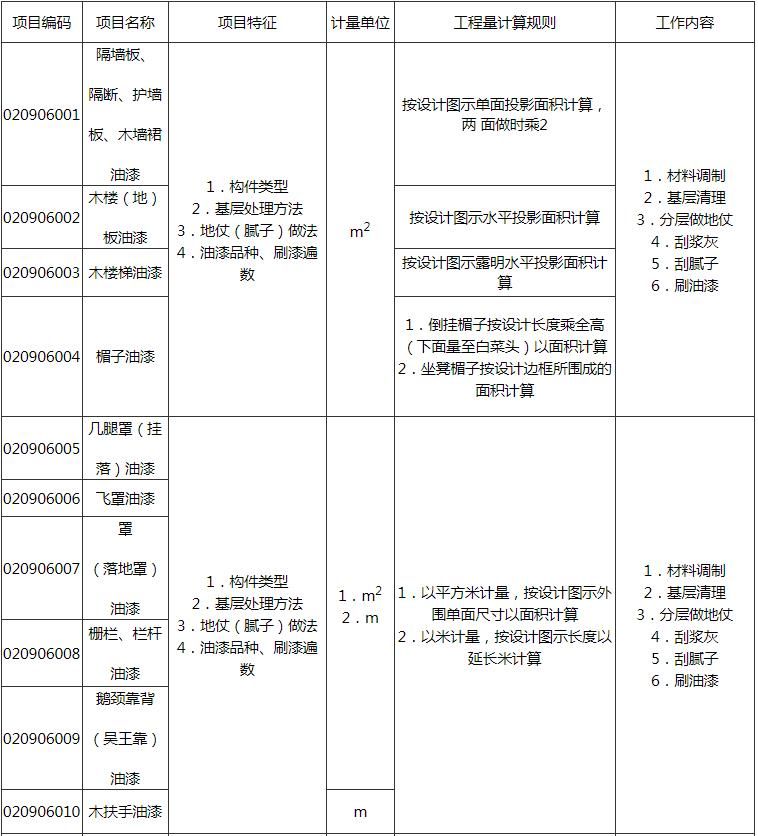 项目编码
项目名称
项目特征
计量单位
工程量计算规则
工作内容
020906001
隔墙板、
隔断、护墙
板、木墙裙
油漆
1．构件类型
2．基层处理方法
3．地仗（腻子）做法
4．油漆品种、刷漆遍
数
m2
按设计图示单面投影面积计算，
两 面做时乘2
1．材料调制
2．基层清理
3．分层做地仗
4．刮浆灰
5．刮腻子
6．刷油漆
020906002
木楼（地）
板油漆
按设计图示水平投影面积计算
020906003
木楼梯油漆
按设计图示露明水平投影面积计
算
020906004
楣子油漆
1．倒挂楣子按设计长度乘全高
（下面量至白菜头）以面积计算
2．坐凳楣子按设计边框所围成的
面积计算
020906005
几腿罩（挂
落）油漆
1．构件类型
2．基层处理方法
3．地仗（腻子）做法
4．油漆品种、刷漆遍
数
1．m2
2．m
1．以平方米计量，按设计图示外
围单面尺寸以面积计算
2．以米计量，按设计图示长度以
延长米计算
1．材料调制
2．基层清理
3．分层做地仗
4．刮浆灰
5．刮腻子
6．刷油漆
020906006
飞罩油漆
020906007
罩
（落地罩）
油漆
020906008
栅栏、栏杆
油漆
020906009
鹅颈靠背
（吴王靠）
油漆
020906010
木扶手油漆
m